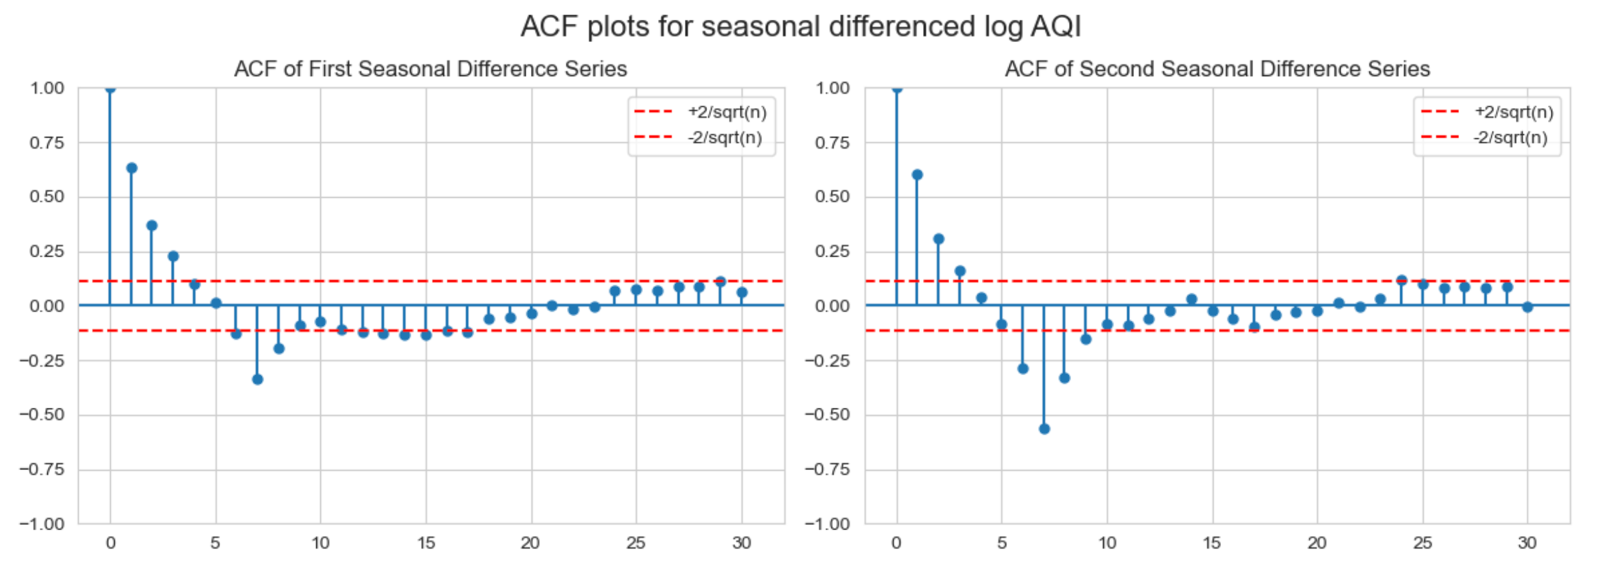 ACF plots for seasonal differenced log AQI
ACF of First Seasonal Difference Series
1.00
0.75
0.50
0.25
0.00
−0.25
−0.50
−0.75
−1.00
+2/sqrt(n)
-2/sqrt(n)
0 5 10 15 20 25 30
ACF of Second Seasonal Difference Series
1.00
0.75
0.50
0.25
0.00
−0.25
−0.50
−0.75
−1.00
+2/sqrt(n)
-2/sqrt(n)
0 5 10 15 20 25 30